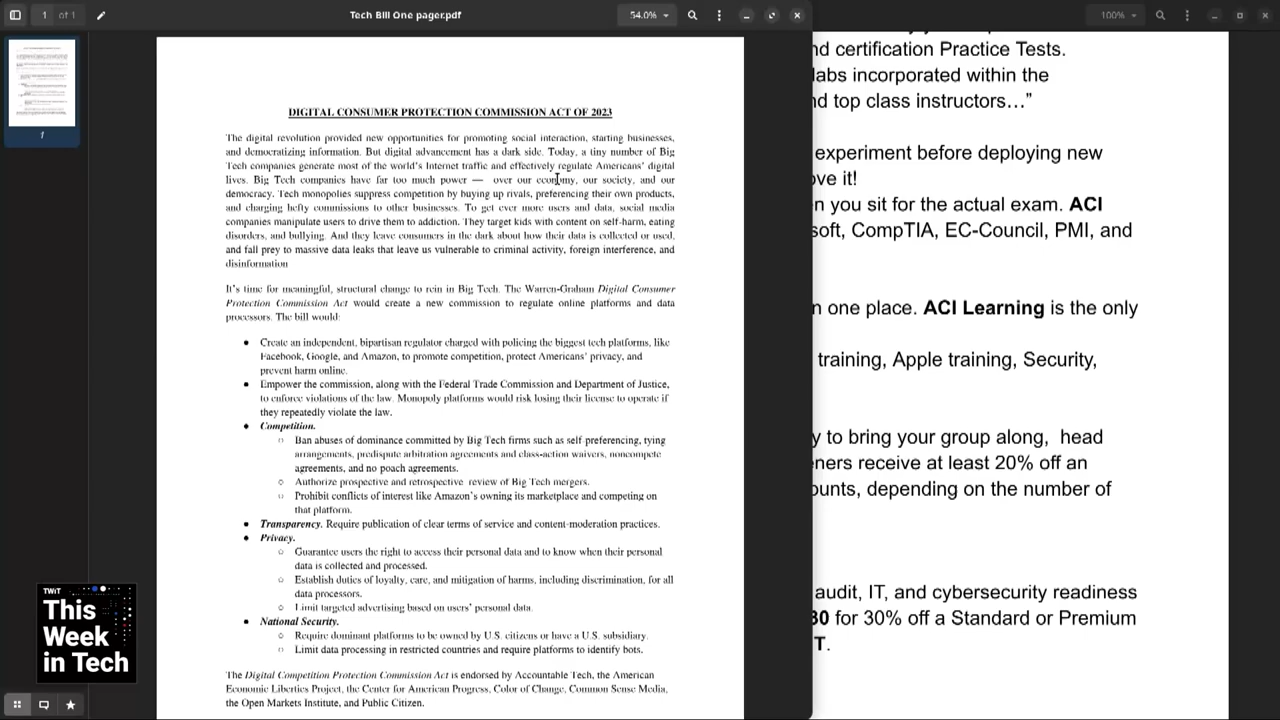 1 of 1
Tech Bill One pager.pdf
54.0%
100%
1
DIGITAL CONSUMER PROTECTION COMMISSION ACT OF 2023
The digital revolution provided new opportunities for promoting social interaction, starting businesses,
and democratizing information. But digital advancement has a dark side. Today, a tiny number of Big
Tech companies generate most of the world's Internet traffic and effectively regulate Americans' digital
lives. Big Tech companies have far too much power — over our economy, our society, and our
democracy. Tech monopolies suppress competition by buying up rivals, preferencing their own products,
and charging hefty commissions to other businesses. To get ever more users and data, social media
companies manipulate users to drive them to addiction. They target kids with content on self-harm, eating
disorders, and bullying. And they leave consumers in the dark about how their data is collected or used,
and fall prey to massive data leaks that leave us vulnerable to criminal activity, foreign interference, and
disinformation
It's time for meaningful, structural change to rein in Big Tech. The Warren-Graham Digital Consumer
Protection Commission Act would create a new commission to regulate online platforms and data
processors. The bill would:
● Create an independent, bipartisan regulator charged with policing the biggest tech platforms, like
Facebook, Google, and Amazon, to promote competition, protect Americans' privacy, and
prevent harm online.
● Empower the commission, along with the Federal Trade Commission and Department of Justice,
to enforce violations of the law. Monopoly platforms would risk losing their license to operate if
they repeatedly violate the law.
● Competition.
○ Ban abuses of dominance committed by Big Tech firms such as self preferencing, tying
arrangements, predispute arbitration agreements and class-action waivers, noncompete
agreements, and no poach agreements.
○ Authorize prospective and retrospective review of Big Tech mergers.
○ Prohibit conflicts of interest like Amazon's owning its marketplace and competing on
that platform.
● Transparency. Require publication of clear terms of service and content-moderation practices.
● Privacy.
○ Guarantee users the right to access their personal data and to know when their personal
data is collected and processed.
○ Establish duties of loyalty, care, and mitigation of harms, including discrimination, for all
data processors.
○ Limit targeted advertising based on users' personal data.
● National Security.
○ Require dominant platforms to be owned by U.S. citizens or have a U.S. subsidiary.
○ Limit data processing in restricted countries and require platforms to identify bots.
The Digital Competition Protection Commission Act is endorsed by Accountable Tech, the American
Economic Liberties Project, the Center for American Progress, Color of Change, Common Sense Media,
the Open Markets Institute, and Public Citizen.
nd certification Practice Tests.
labs incorporated within the
nd top class instructors…”
experiment before deploying new
ove it!
n you sit for the actual exam. ACI
soft, CompTIA, EC-Council, PMI, and
n one place. ACI Learning is the only
training, Apple training, Security,
y to bring your group along, head
eners receive at least 20% off an
ounts, depending on the number of
audit, IT, and cybersecurity readiness
30 for 30% off a Standard or Premium
T.
TWiT
This
Week
in Tech